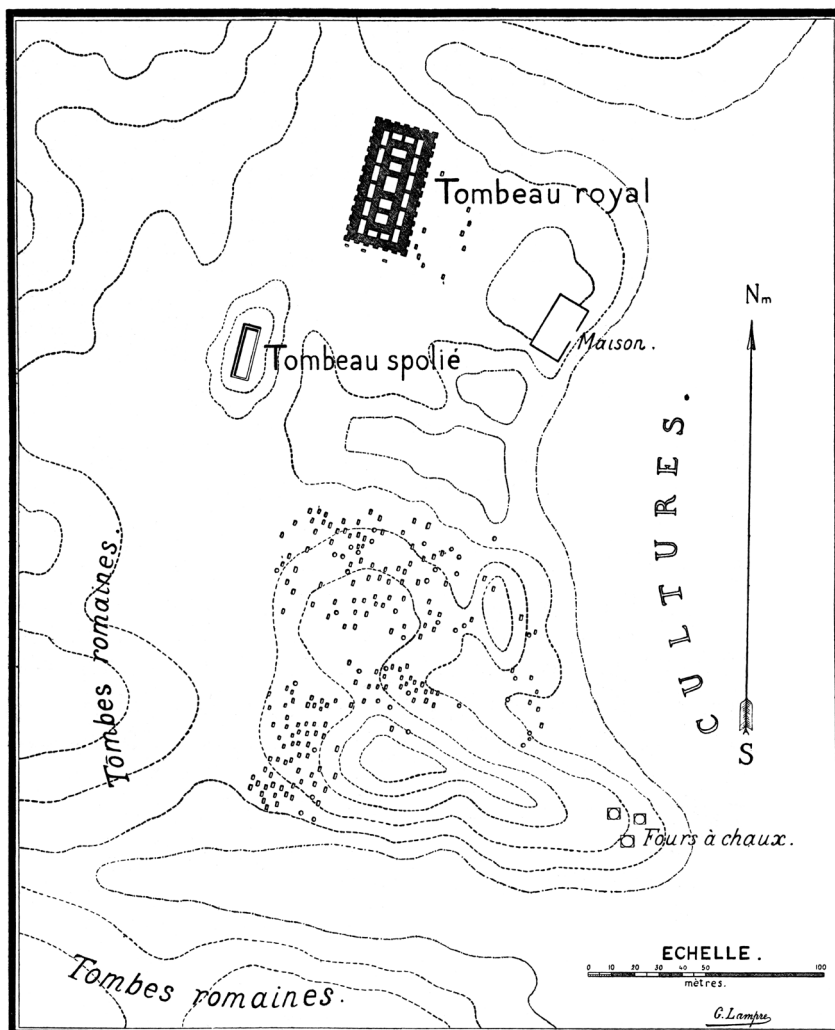 Tombeau royal
Nm
Maison.
Tombeau spolié
CULTURES.
Tombes romaines.
S
Fours à chaux.
ECHELLE.
0 10 20 30 40 50 100
mètres.
Tombes romaines.
G. Lampre